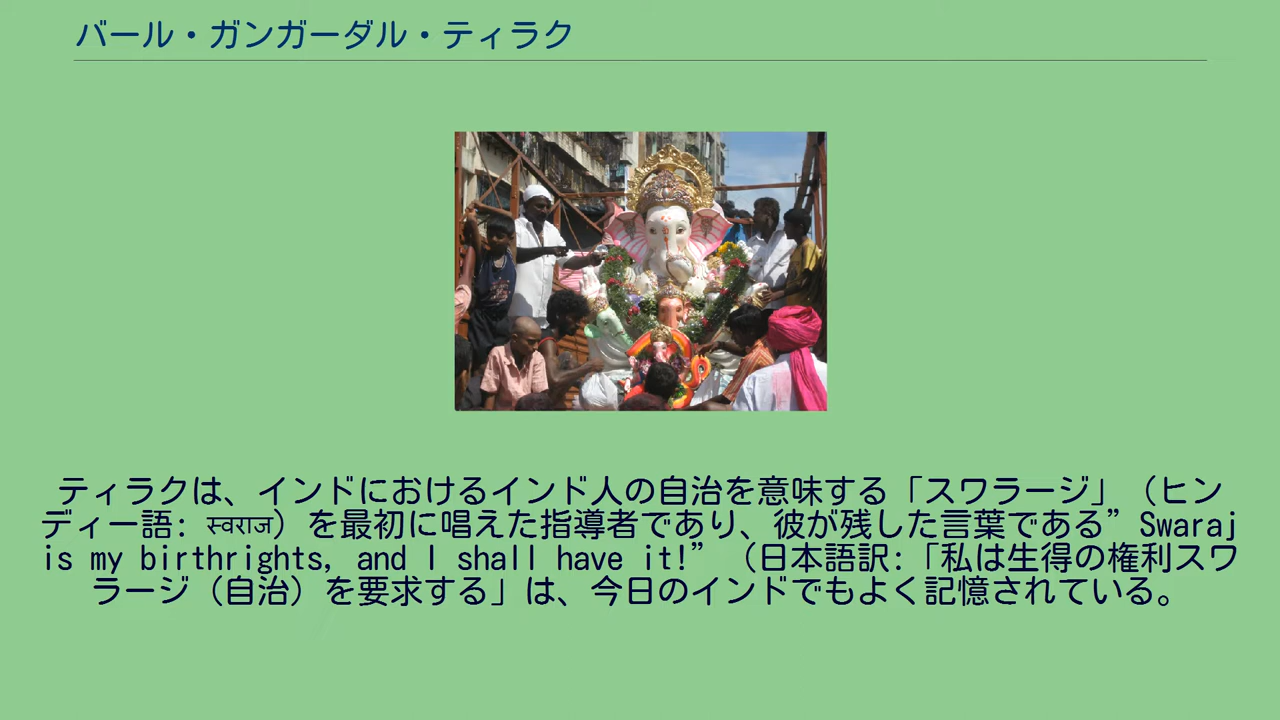 バール・ガンガーダル・ティラク
ティラクは、インドにおけるインド人の自治を意味する「スワラージ」（ヒン
ディー語: स्वराज）を最初に唱えた指導者であり、彼が残した言葉である”Swaraj
is my birthrights, and I shall have it!”（日本語訳:「私は生得の権利スワ
ラージ（自治）を要求する」は、今日のインドでもよく記憶されている。